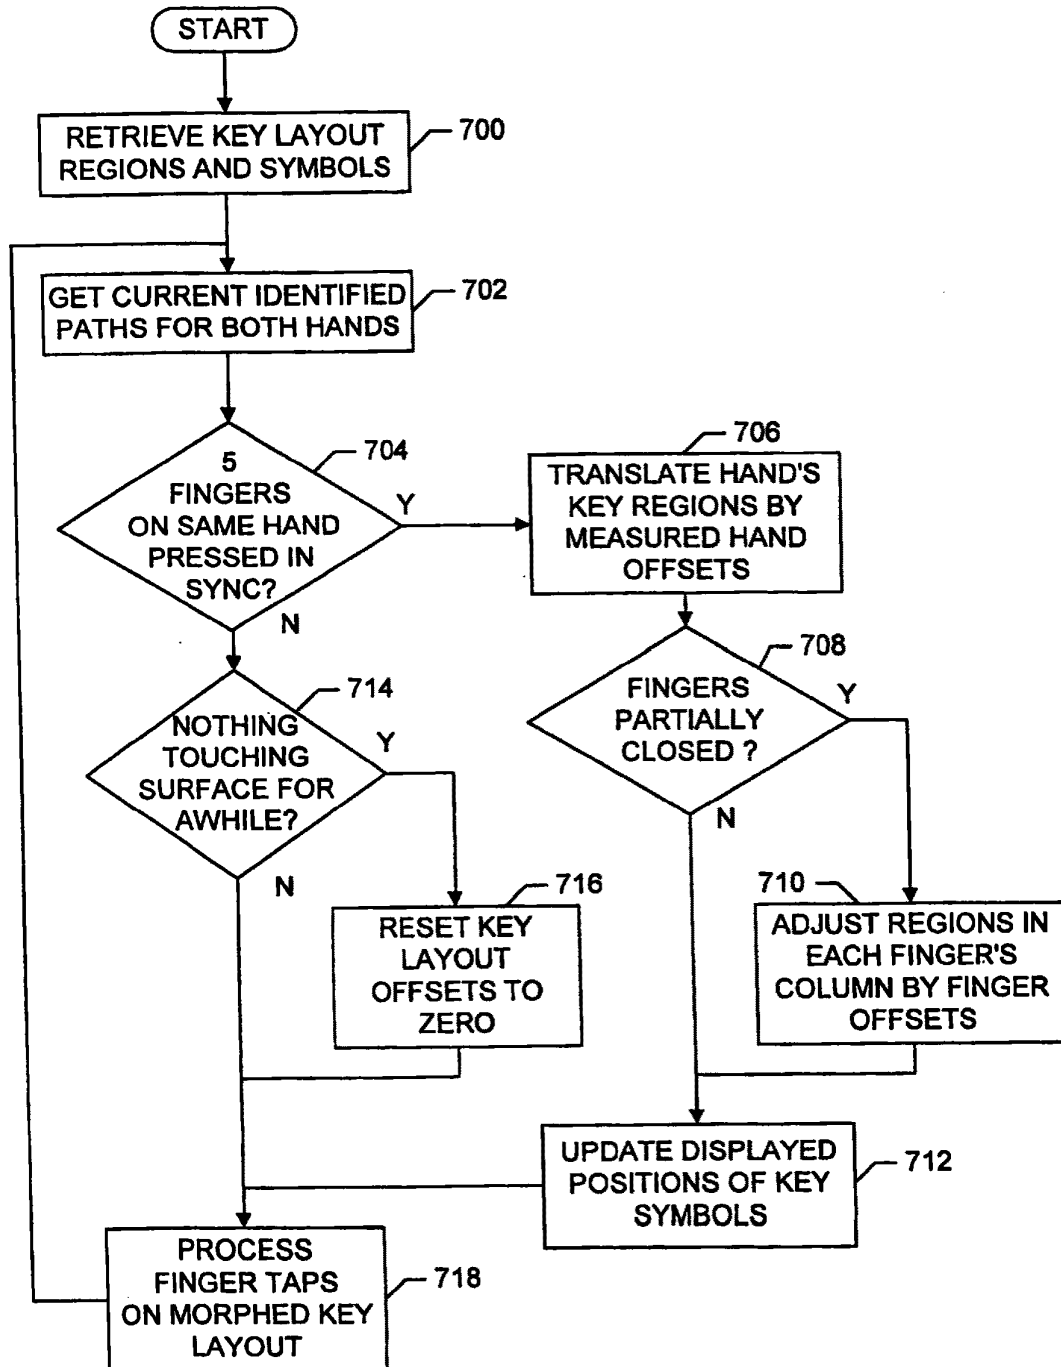 START
RETRIEVE KEY LAYOUT
REGIONS AND SYMBOLS
700
GET CURRENT IDENTIFIED
PATHS FOR BOTH HANDS
702
5
FINGERS
ON SAME HAND
PRESSED IN
SYNC?
704
Y
N
706
TRANSLATE HAND'S
KEY REGIONS BY
MEASURED HAND
OFFSETS
708
FINGERS
PARTIALLY
CLOSED ?
Y
N
714
NOTHING
TOUCHING
SURFACE FOR
AWHILE?
Y
N
716
RESET KEY
LAYOUT
OFFSETS TO
ZERO
710
ADJUST REGIONS IN
EACH FINGER'S
COLUMN BY FINGER
OFFSETS
UPDATE DISPLAYED
POSITIONS OF KEY
SYMBOLS
712
PROCESS
FINGER TAPS
ON MORPHED KEY
LAYOUT
718